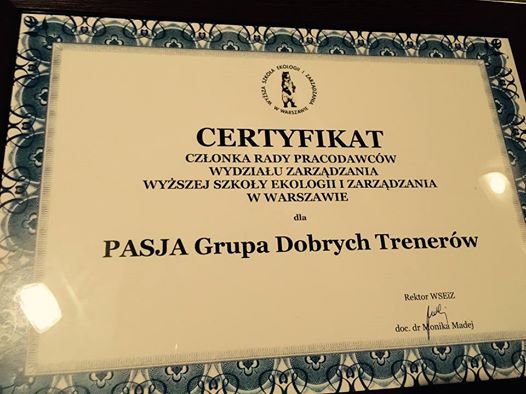 WYŻSZA SZKOŁA EKOLOGII I ZARZĄDZANIA
W WARSZAWIE
CERTYFIKAT
CZŁONKA RADY PRACODAWCÓW
WYDZIAŁU ZARZĄDZANIA
WYŻSZEJ SZKOŁY EKOLOGII I ZARZĄDZANIA
W WARSZAWIE
dla
PASJA Grupa Dobrych Trenerów
Rektor WSEiZ
doc. dr Monika Madej